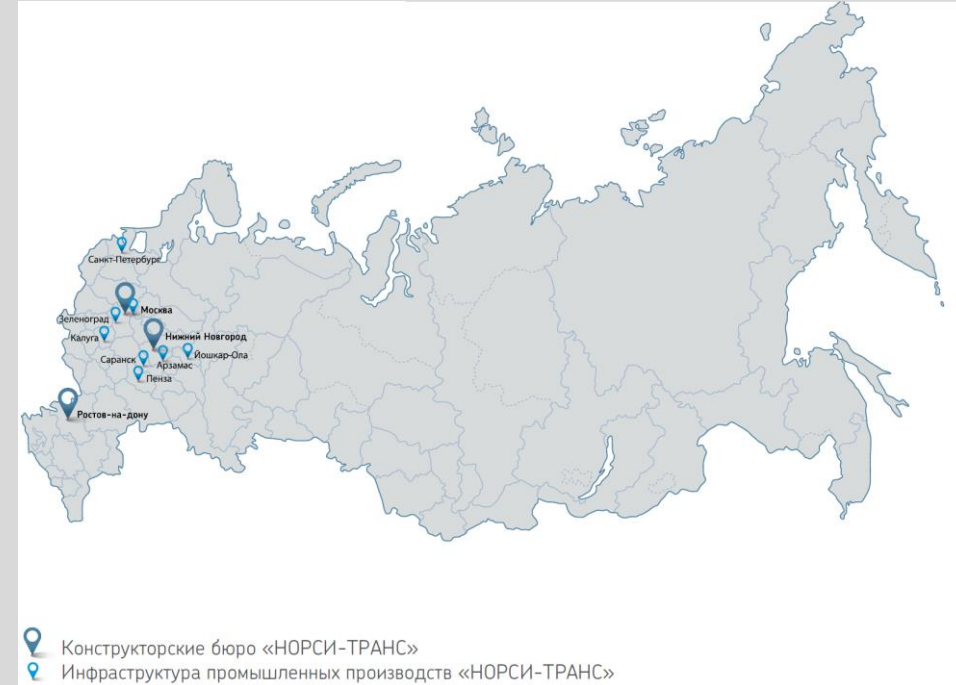 Санкт-Петербург
Москва
Зеленоград
Калуга
Нижний Новгород
Йошкар-Ола
Саранск
Арзамас
Пенза
Ростов-на-дону
Конструкторские бюро «НОРСИ-ТРАНС»
Инфраструктура промышленных производств «НОРСИ-ТРАНС»